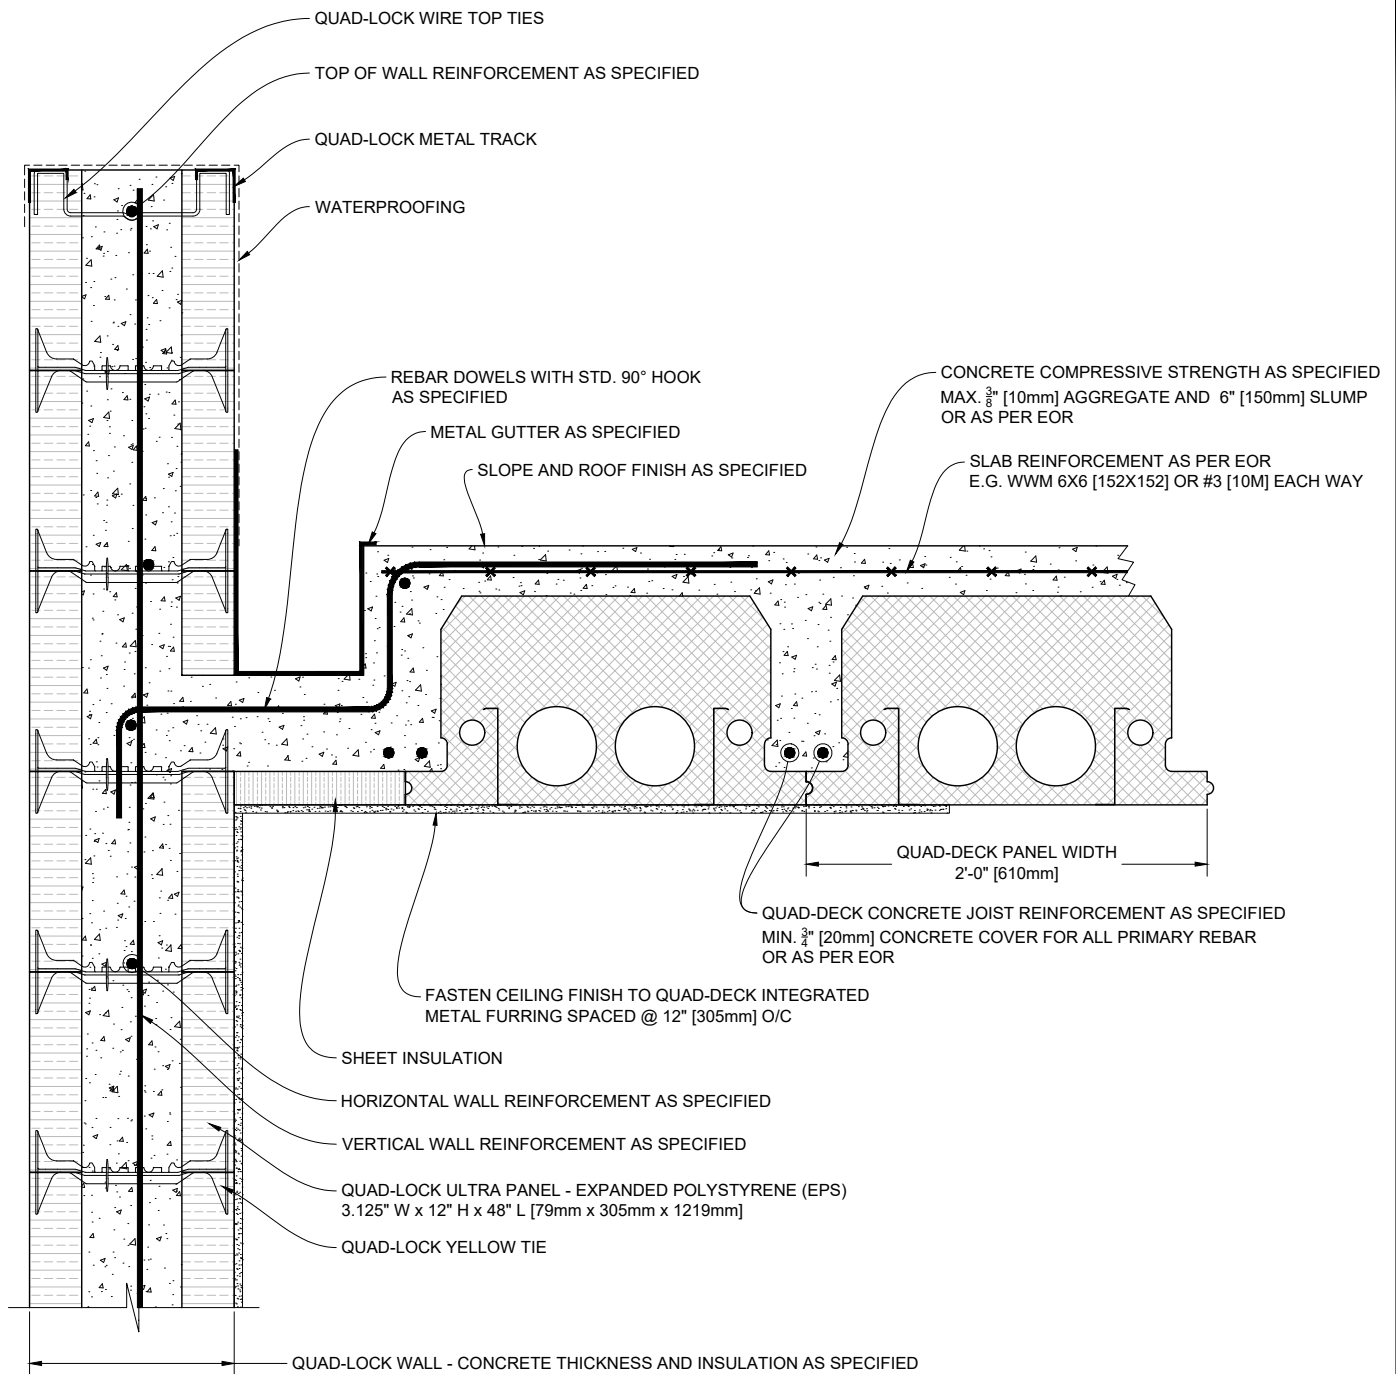 QUAD-LOCK WIRE TOP TIES
TOP OF WALL REINFORCEMENT AS SPECIFIED
QUAD-LOCK METAL TRACK
WATERPROOFING
REBAR DOWELS WITH STD. 90° HOOK
AS SPECIFIED
METAL GUTTER AS SPECIFIED
SLOPE AND ROOF FINISH AS SPECIFIED
CONCRETE COMPRESSIVE STRENGTH AS SPECIFIED
MAX. 3/8" [10mm] AGGREGATE AND 6" [150mm] SLUMP
OR AS PER EOR
SLAB REINFORCEMENT AS PER EOR
E.G. WWM 6X6 [152X152] OR #3 [10M] EACH WAY
QUAD-DECK PANEL WIDTH
2'-0" [610mm]
QUAD-DECK CONCRETE JOIST REINFORCEMENT AS SPECIFIED
MIN. 3/4" [20mm] CONCRETE COVER FOR ALL PRIMARY REBAR
OR AS PER EOR
FASTEN CEILING FINISH TO QUAD-DECK INTEGRATED
METAL FURRING SPACED @ 12" [305mm] O/C
SHEET INSULATION
HORIZONTAL WALL REINFORCEMENT AS SPECIFIED
VERTICAL WALL REINFORCEMENT AS SPECIFIED
QUAD-LOCK ULTRA PANEL - EXPANDED POLYSTYRENE (EPS)
3.125" W x 12" H x 48" L [79mm x 305mm x 1219mm]
QUAD-LOCK YELLOW TIE
QUAD-LOCK WALL - CONCRETE THICKNESS AND INSULATION AS SPECIFIED